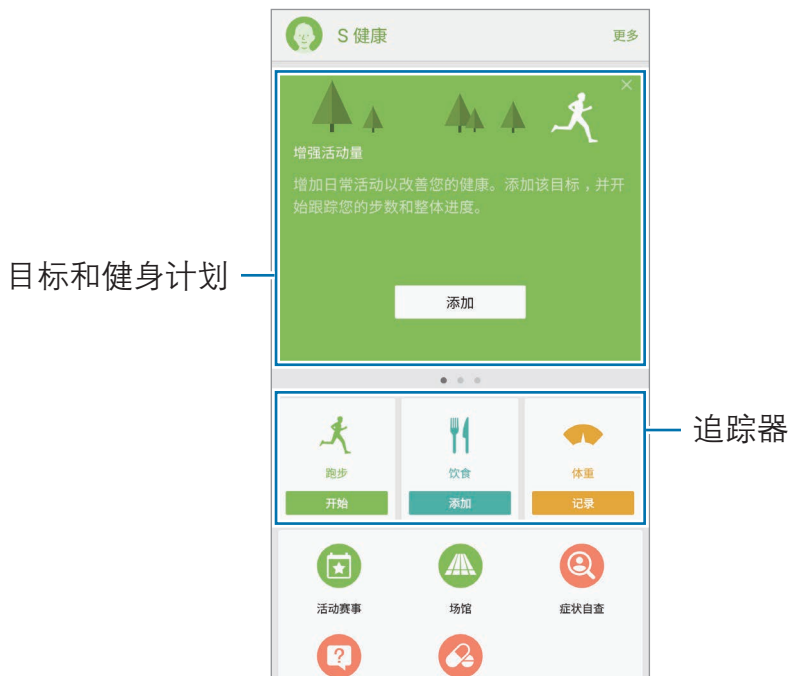 S 健康
更多
增强活动量
增加日常活动以改善您的健康。添加该目标，并开
始跟踪您的步数和整体进度。
目标和健身计划
添加
追踪器
跑步
饮食
体重
开始
添加
记录
活动赛事
场馆
症状自查